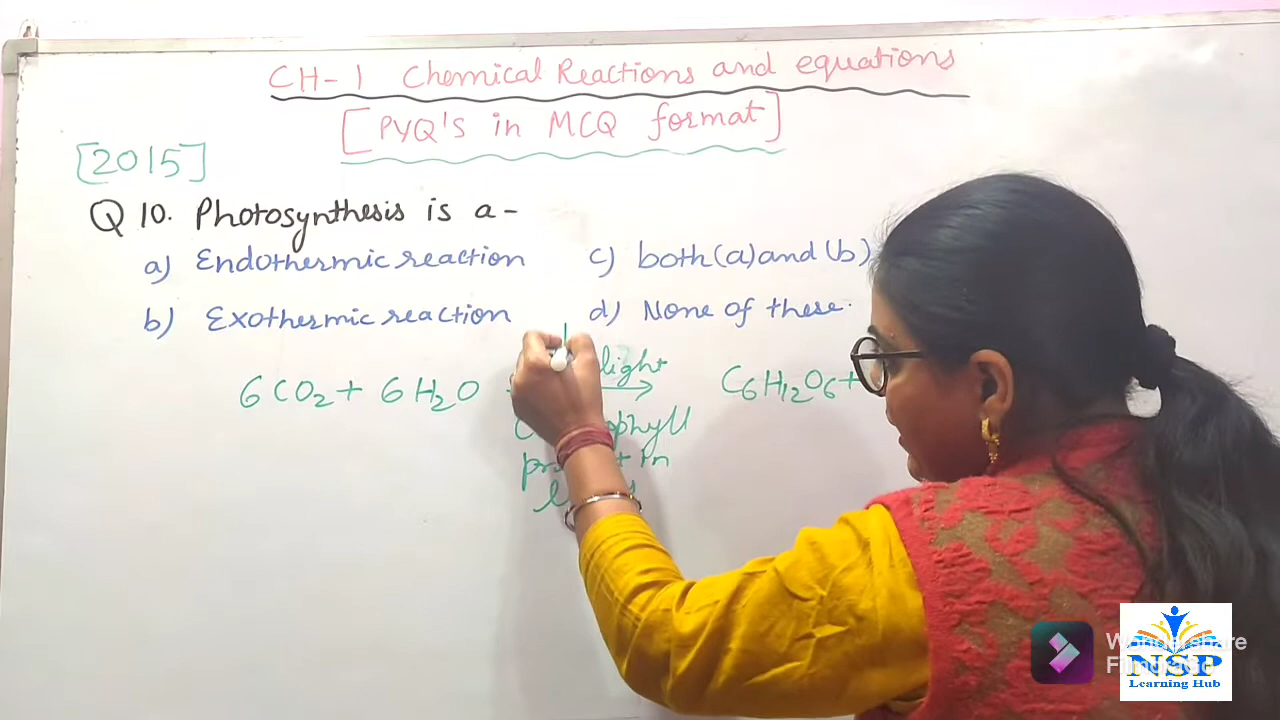 CH-1 Chemical Reactions and equations
[PYQ'S in MCQ format]
[2015]
Q 10. Photosynthesis is a-
a) Endothermic reaction
c) both (a) and (b)
b) Exothermic reaction
d) None of these.
light
6CO2 + 6H2O → C6H12O6 +
in
NSP
Learning Hub